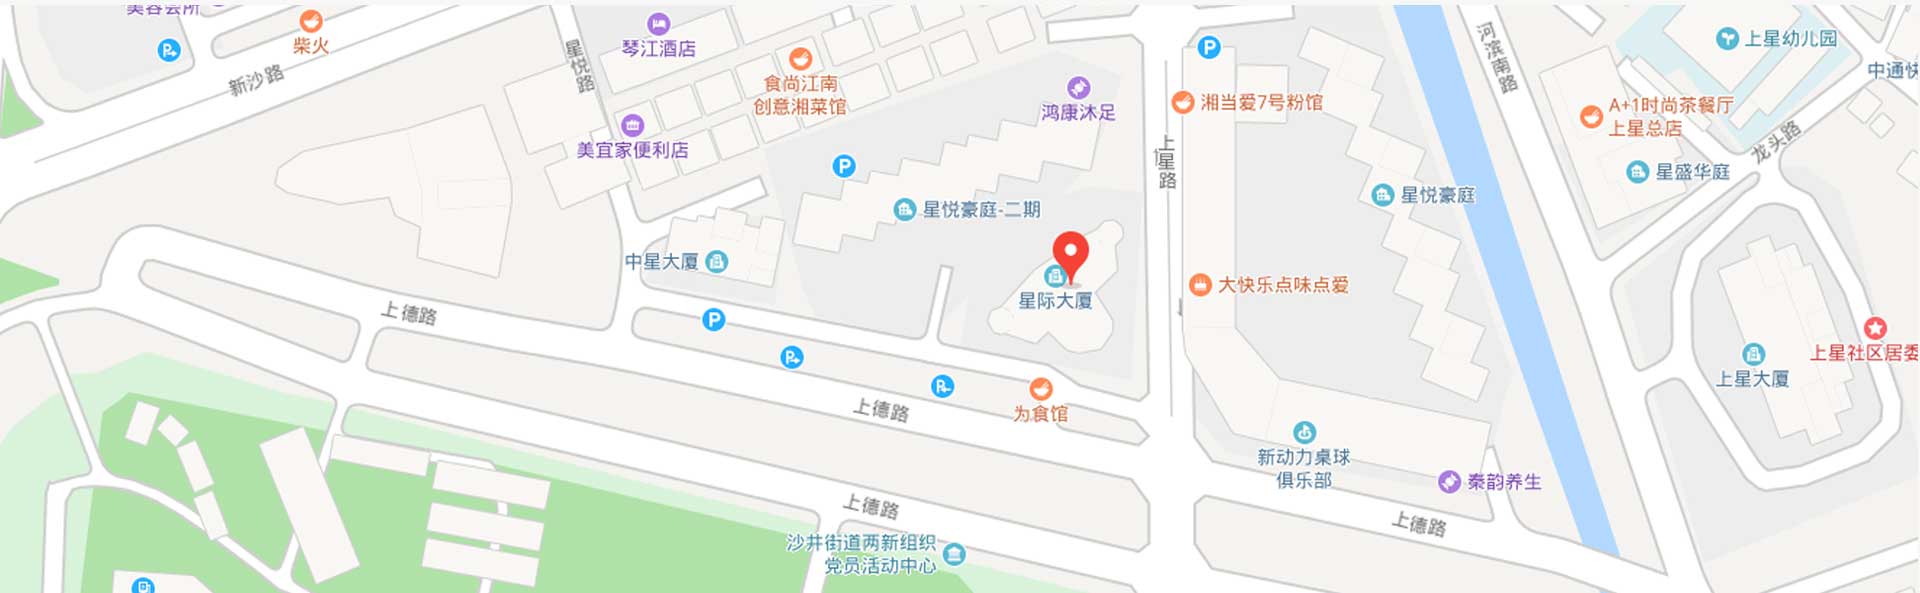 美容会所
柴火
新沙路
星悦路
琴江酒店
食尚江南
创意湘菜馆
美宜家便利店
鸿康沐足
湘当爱7号粉馆
上星路
河滨南路
上星幼儿园
中通快
A+1时尚茶餐厅
上星总店
龙头路
星盛华庭
星悦豪庭
星悦豪庭-二期
中星大厦
星际大厦
大快乐点味点爱
上德路
上德路
为食馆
上星社区居委
上星大厦
新动力桌球
俱乐部
秦韵养生
上德路
上德路
沙井街道两新组织
党员活动中心